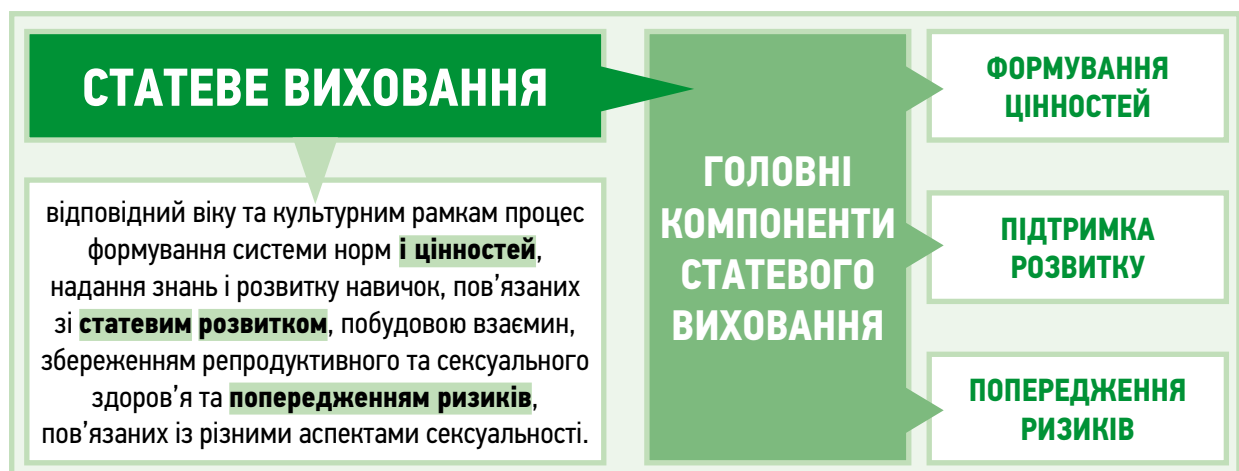 СТАТЕВЕ ВИХОВАННЯ
відповідний віку та культурним рамкам процес
формування системи норм і цінностей,
надання знань і розвитку навичок, пов’язаних
зі статевим розвитком, побудовою взаємин,
збереженням репродуктивного та сексуального
здоров’я та попередженням ризиків,
пов’язаних із різними аспектами сексуальності.
ГОЛОВНІ
КОМПОНЕНТИ
СТАТЕВОГО
ВИХОВАННЯ
ФОРМУВАННЯ
ЦІННОСТЕЙ
ПІДТРИМКА
РОЗВИТКУ
ПОПЕРЕДЖЕННЯ
РИЗИКІВ